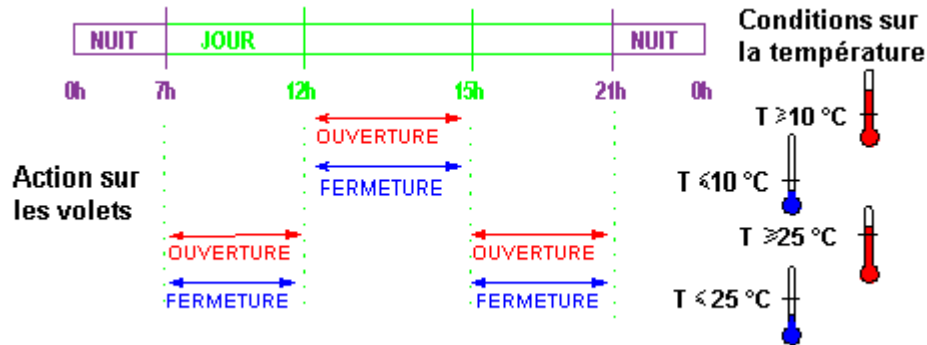 NUIT
JOUR
NUIT
0h
7h
12h
15h
21h
0h
Conditions sur
la température
Action sur
les volets
OUVERTURE
FERMETURE
OUVERTURE
FERMETURE
OUVERTURE
FERMETURE
T ⩾10 °C
T ⩽10 °C
T ⩾25 °C
T ⩽ 25 °C